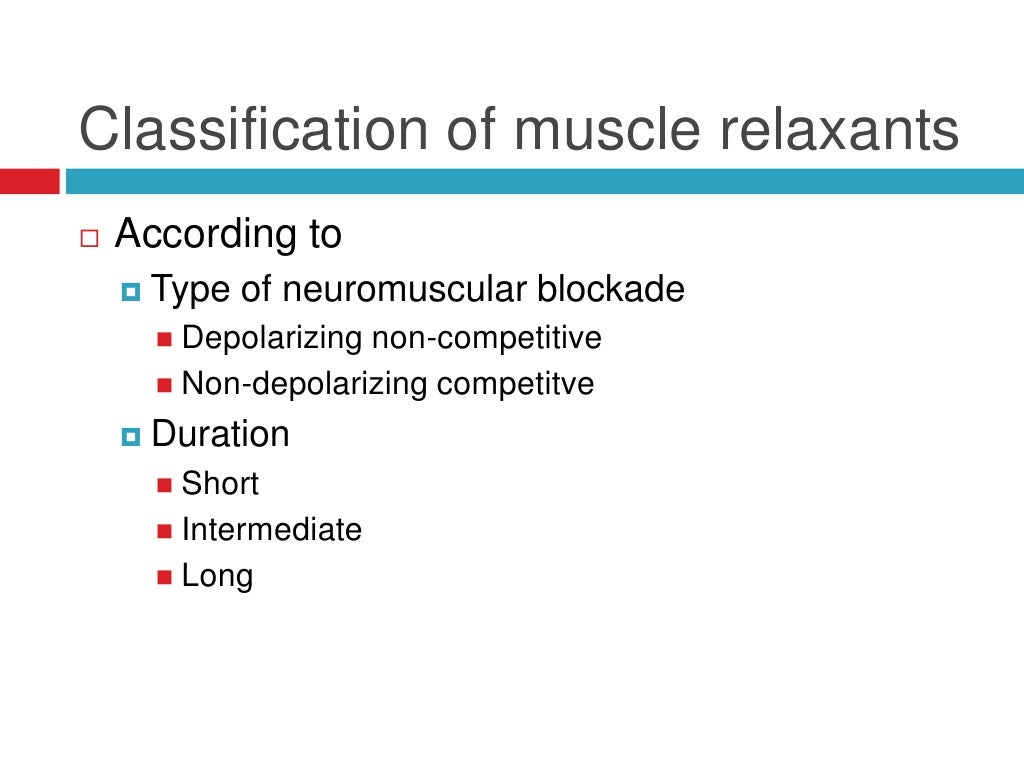 Classification of muscle relaxants
According to
Type of neuromuscular blockade
Depolarizing non-competitive
Non-depolarizing competitve
Duration
Short
Intermediate
Long